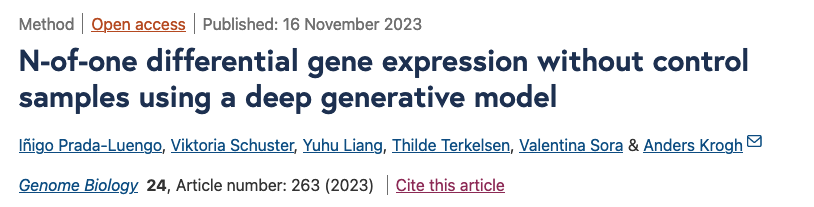 Method | Open access | Published: 16 November 2023
N-of-one differential gene expression without control
samples using a deep generative model
Iñigo Prada-Luengo, Viktoria Schuster, Yuhu Liang, Thilde Terkelsen, Valentina Sora & Anders Krogh
Genome Biology 24, Article number: 263 (2023) | Cite this article